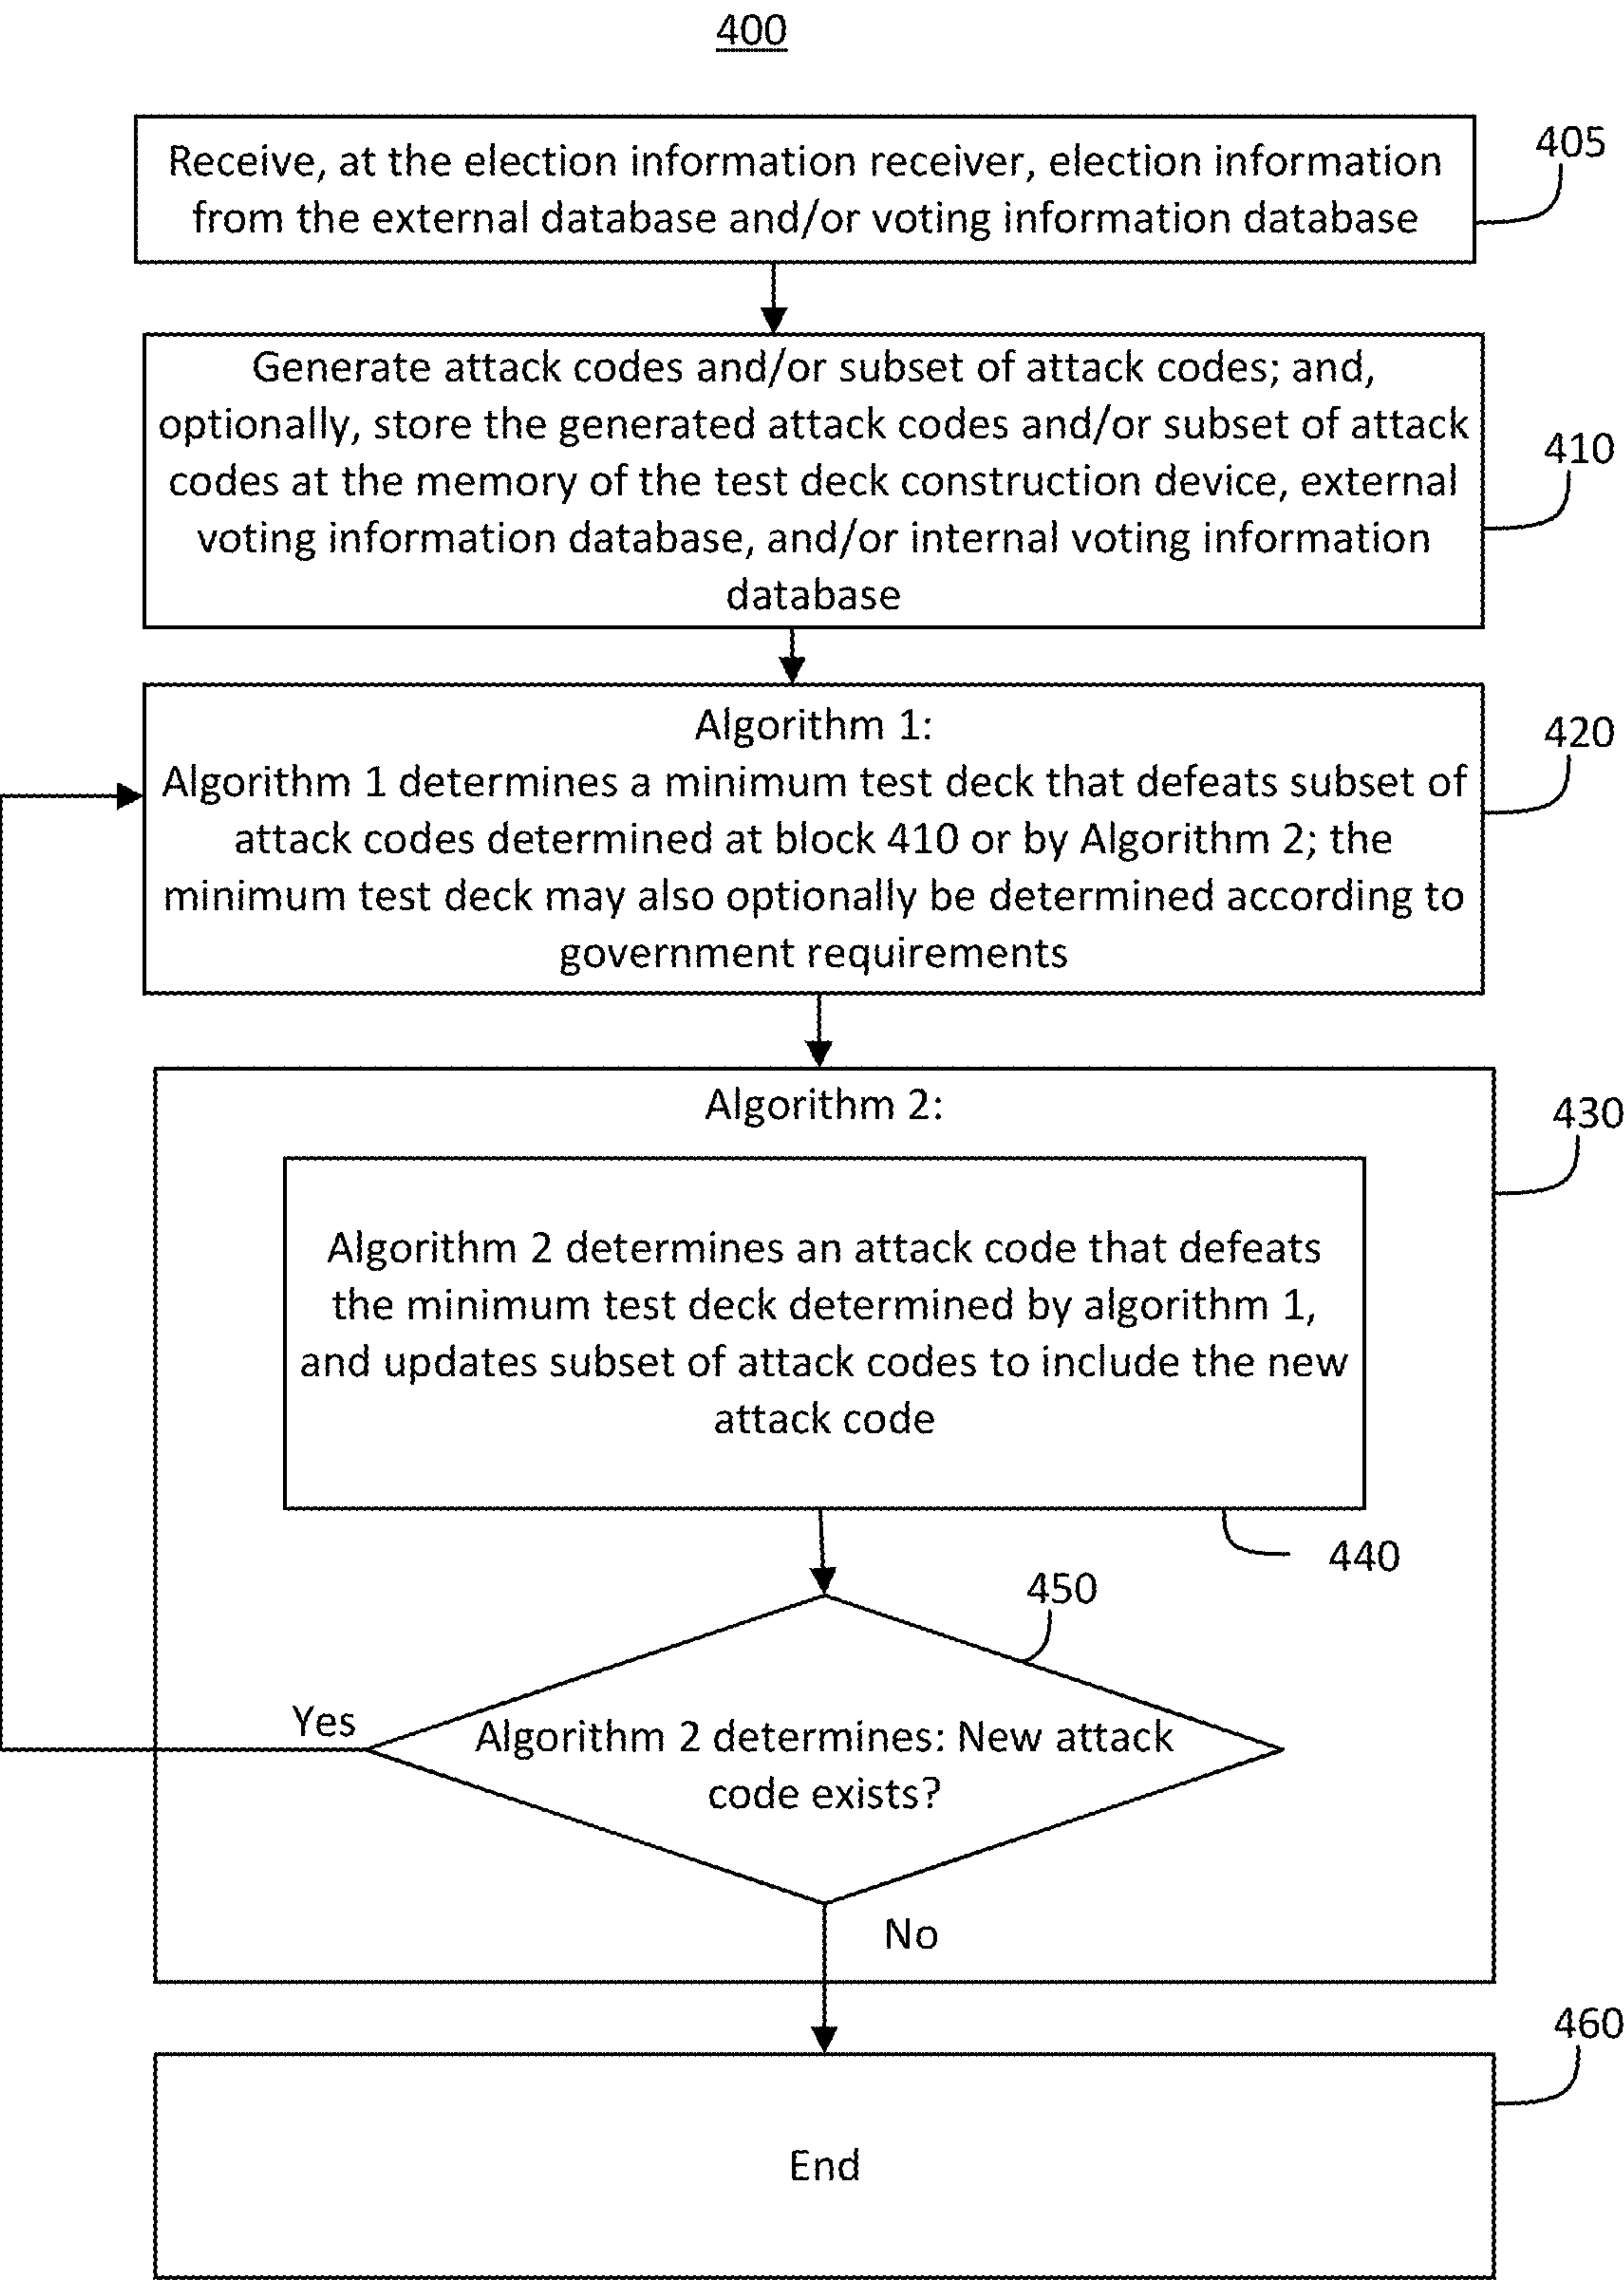 400
Receive, at the election information receiver, election information
from the external database and/or voting information database
405
Generate attack codes and/or subset of attack codes; and,
optionally, store the generated attack codes and/or subset of attack
codes at the memory of the test deck construction device, external
voting information database, and/or internal voting information
database
410
Algorithm 1:
Algorithm 1 determines a minimum test deck that defeats subset of
attack codes determined at block 410 or by Algorithm 2; the
minimum test deck may also optionally be determined according to
government requirements
420
Algorithm 2:
430
Algorithm 2 determines an attack code that defeats
the minimum test deck determined by algorithm 1,
and updates subset of attack codes to include the new
attack code
440
450
Yes
Algorithm 2 determines: New attack
code exists?
No
460
End